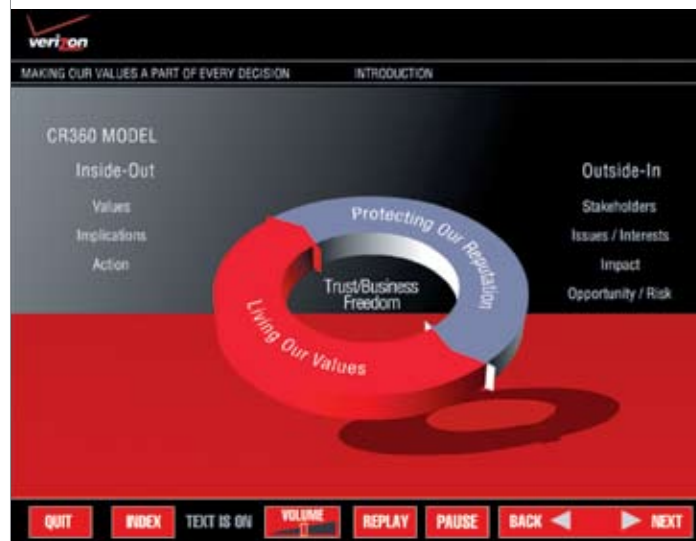 verizon
MAKING OUR VALUES A PART OF EVERY DECISION INTRODUCTION
CR360 MODEL
Inside-Out
Values
Implications
Action
Outside-In
Stakeholders
Issues / Interests
Impact
Opportunity / Risk
Protecting Our Reputation
Trust/Business
Freedom
Living Our Values
QUIT INDEX TEXT IS ON VOLUME REPLAY PAUSE BACK NEXT